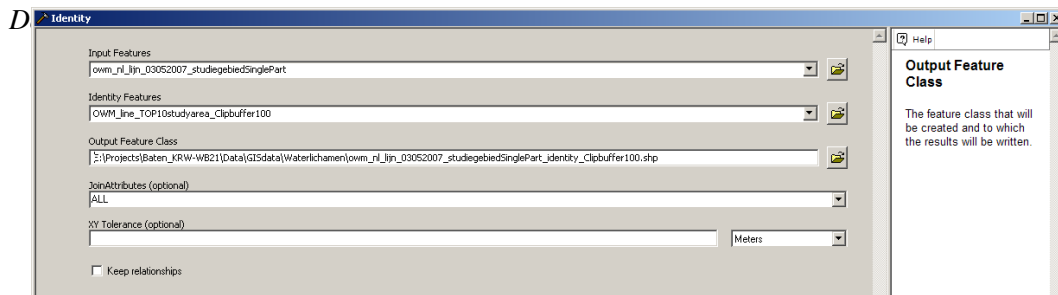 D
Identity
Input Features
owm_nl_lijn_03052007_studiegebiedSinglePart
Identity Features
OWM_line_TOP10studyarea_Clipbuffer100
Output Feature Class
E:\Projects\Baten_KRW-WB21\Data\GISdata\Waterlichamen\owm_nl_lijn_03052007_studiegebiedSinglePart_identity_Clipbuffer100.shp
JoinAttributes (optional)
ALL
XY Tolerance (optional)
Meters
Keep relationships
Help
Output Feature
Class
The feature class that will
be created and to which
the results will be written.